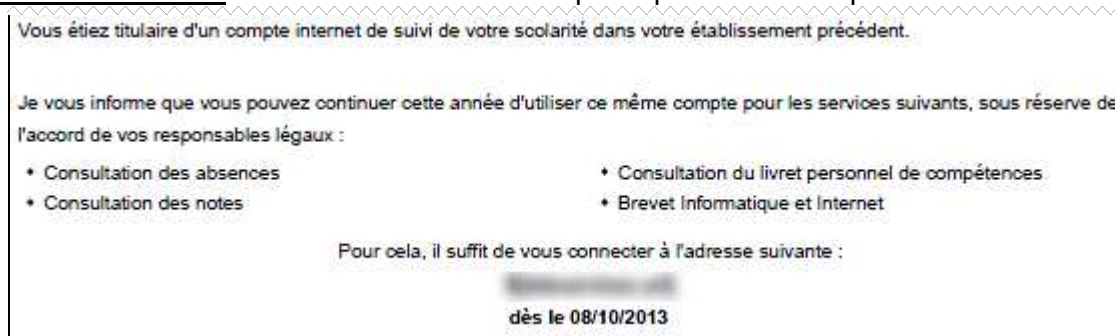 Vous étiez titulaire d'un compte internet de suivi de votre scolarité dans votre établissement précédent.
Je vous informe que vous pouvez continuer cette année d'utiliser ce même compte pour les services suivants, sous réserve de
l'accord de vos responsables légaux :
• Consultation des absences
• Consultation du livret personnel de compétences
• Consultation des notes
• Brevet Informatique et Internet
Pour cela, il suffit de vous connecter à l'adresse suivante :
dès le 08/10/2013